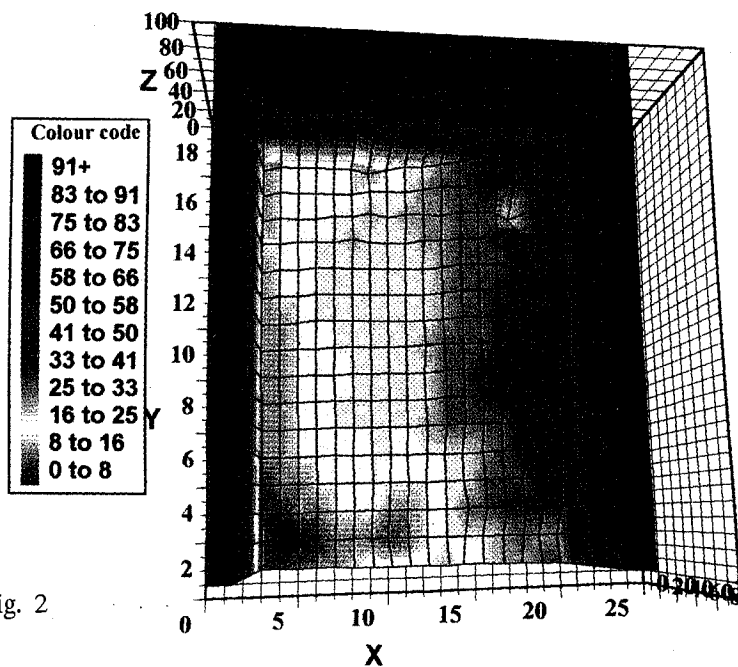 100
80
60
Z
40
20
0
Colour code
91+
83 to 91
75 to 83
66 to 75
58 to 66
50 to 58
41 to 50
33 to 41
25 to 33
16 to 25
8 to 16
0 to 8
18
16
14
12
10
8
Y
6
4
2
0
5
10
15
20
25
X
ig. 2